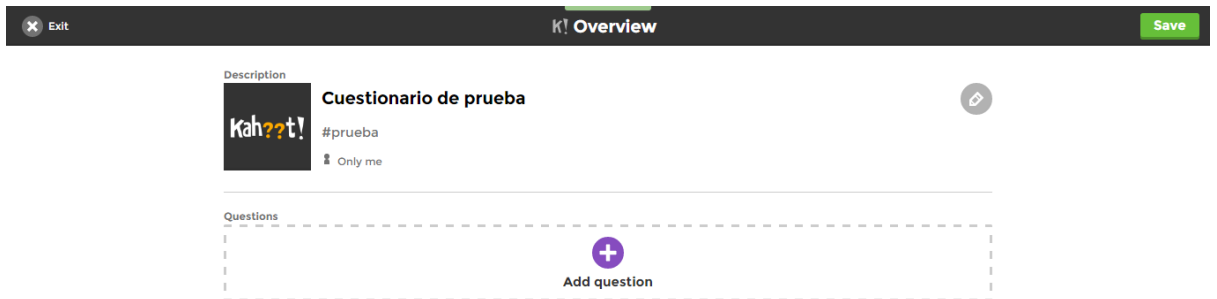 Exit
K! Overview
Save
Description
Kah??t!
Cuestionario de prueba
#prueba
Only me
Questions
Add question